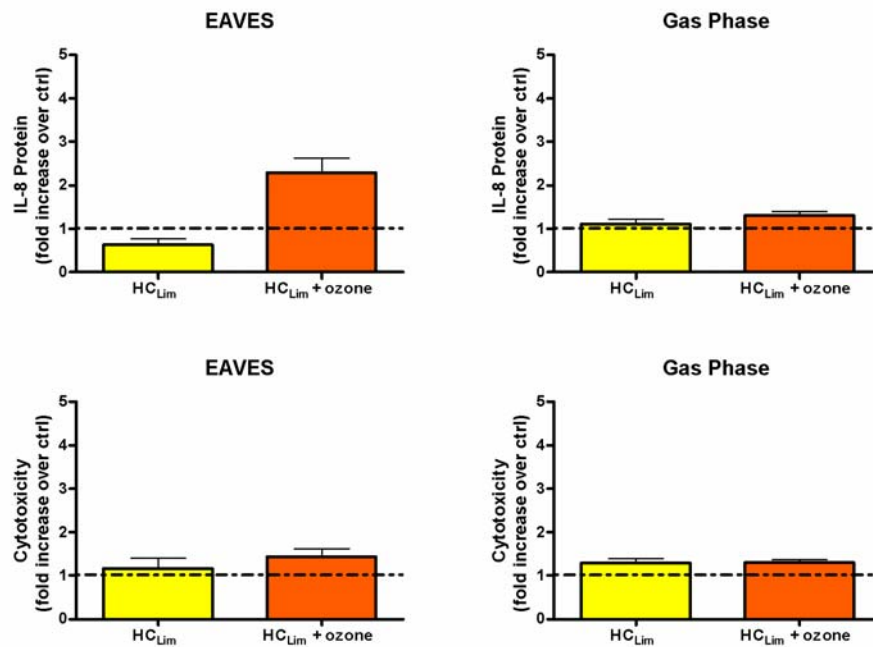 EAVES
IL-8 Protein
(fold increase over ctrl)
5
4
3
2
1
0
HCLim
HCLim + ozone
Gas Phase
IL-8 Protein
(fold increase over ctrl)
5
4
3
2
1
0
HCLim
HCLim + ozone
EAVES
Cytotoxicity
(fold increase over ctrl)
5
4
3
2
1
0
HCLim
HCLim + ozone
Gas Phase
Cytotoxicity
(fold increase over ctrl)
5
4
3
2
1
0
HCLim
HCLim + ozone